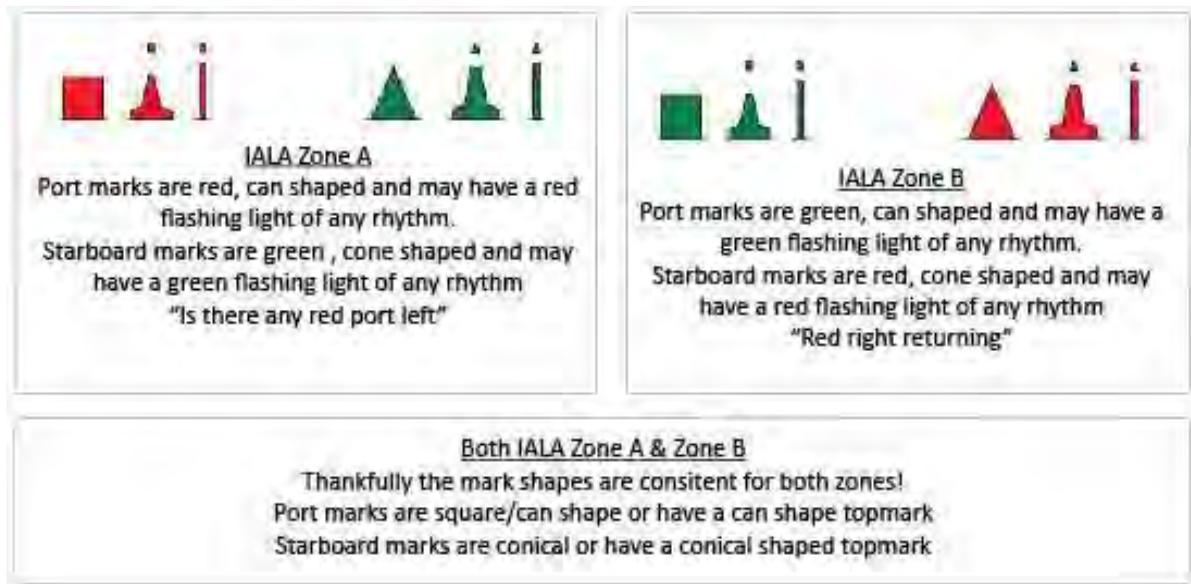 IALA Zone A
Port marks are red, can shaped and may have a red
flashing light of any rhythm.
Starboard marks are green , cone shaped and may
have a green flashing light of any rhythm
“Is there any red port left”
IALA Zone B
Port marks are green, can shaped and may have a
green flashing light of any rhythm.
Starboard marks are red, cone shaped and may
have a red flashing light of any rhythm
“Red right returning”
Both IALA Zone A & Zone B
Thankfully the mark shapes are consitent for both zones!
Port marks are square/can shape or have a can shape topmark
Starboard marks are conical or have a conical shaped topmark